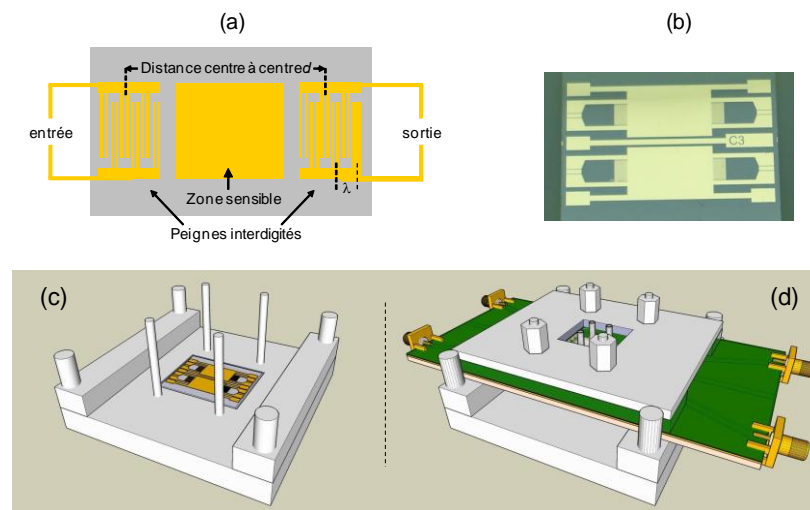 (a)
Distance centre à centred
entrée
sortie
λ
Zone sensible
Peignes interdigités
(b)
C3
(c)
(d)